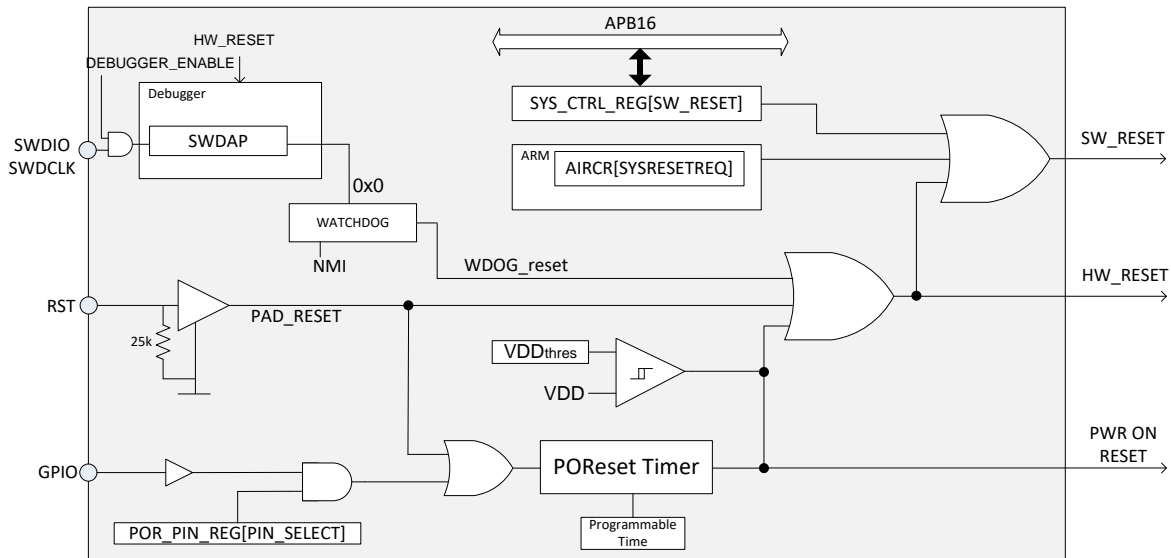 APB16
HW_RESET
DEBUGGER_ENABLE
Debugger
SWDAP
SWDIO
SWDCLK
SYS_CTRL_REG[SW_RESET]
ARM
AIRCR[SYSRESETREQ]
SW_RESET
0x0
WATCHDOG
NMI
WDOG_reset
HW_RESET
RST
PAD_RESET
25k
VDDthres
VDD
PWR ON
RESET
GPIO
POReset Timer
POR_PIN_REG[PIN_SELECT]
Programmable
Time